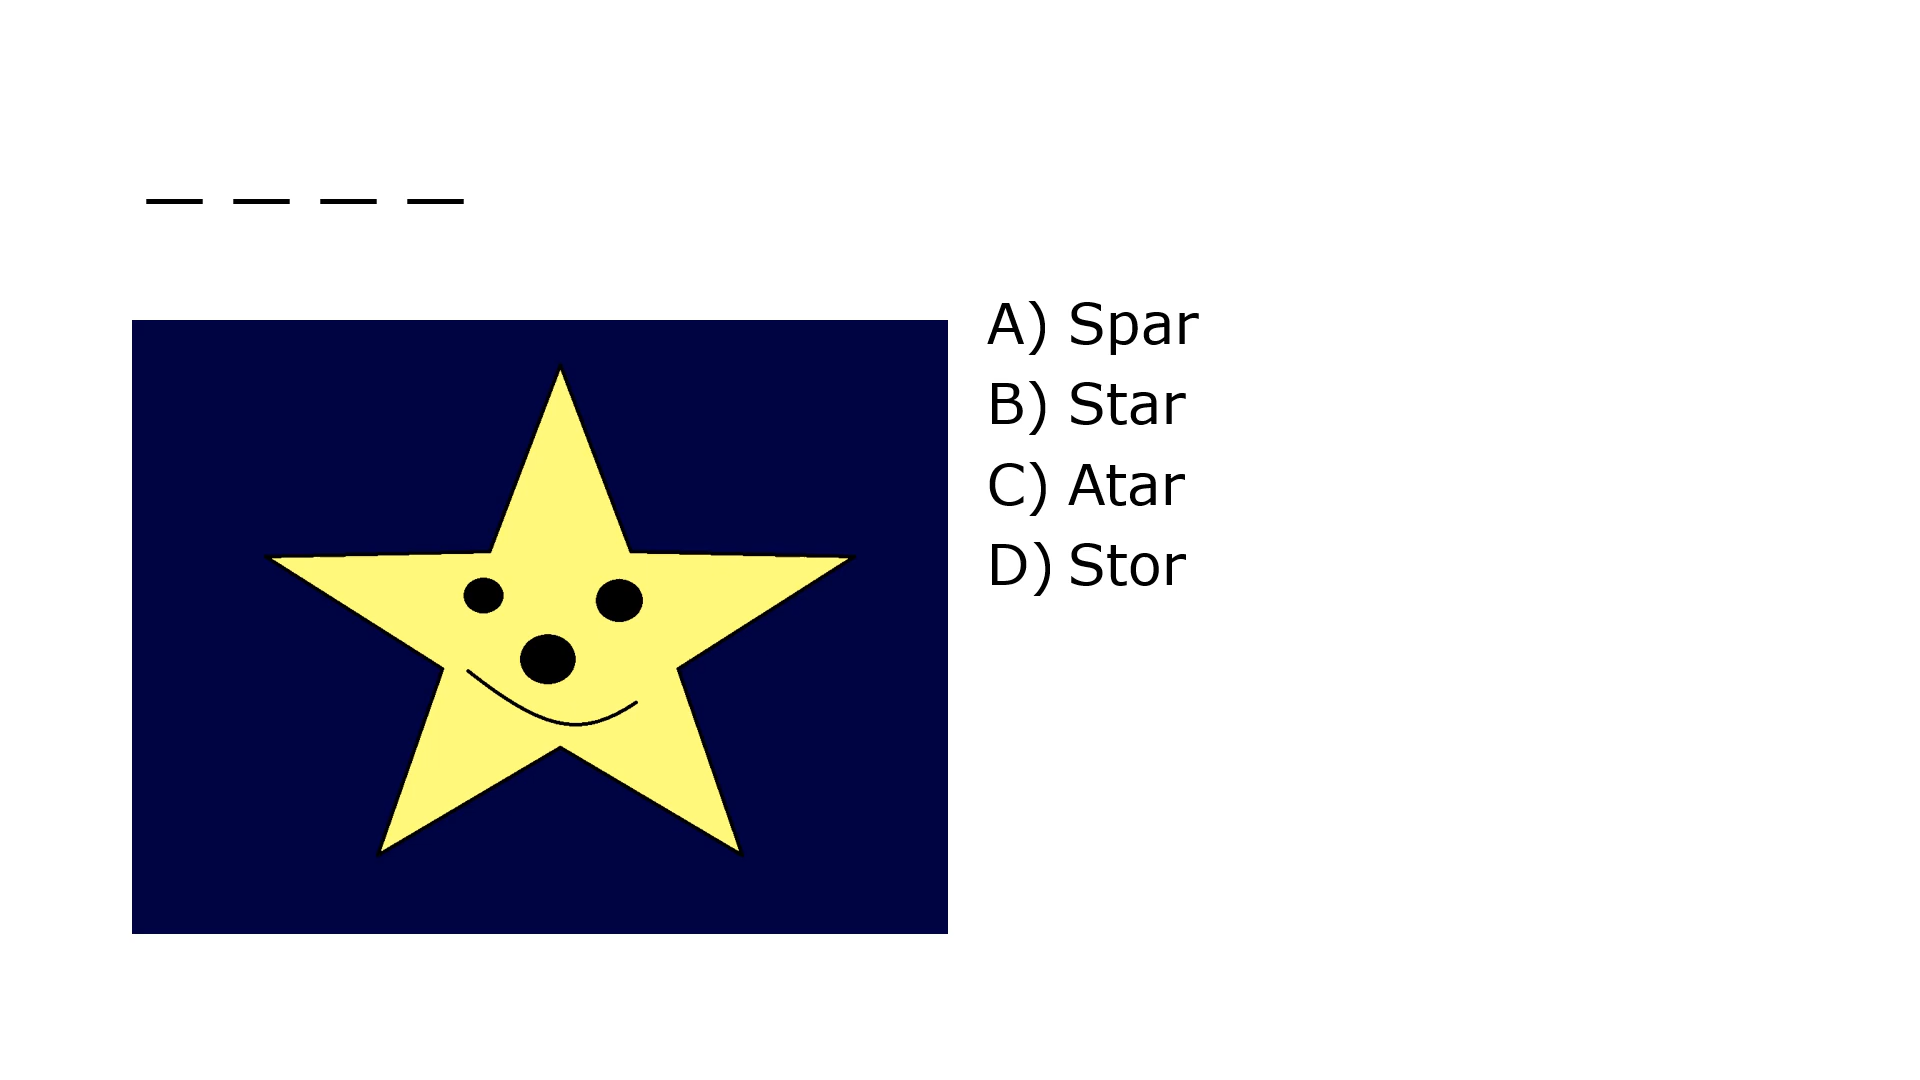 _ _ _ _
A) Spar
B) Star
C) Atar
D) Stor